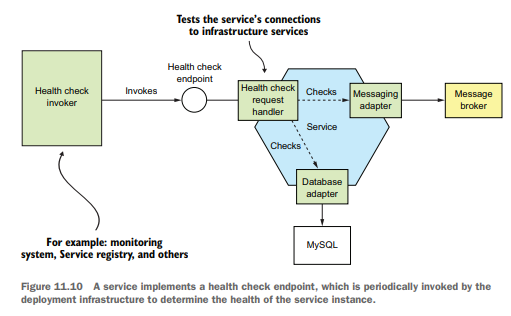 Tests the service's connections
to infrastructure services
Health check
endpoint
Health check
invoker
Invokes
Health check
request
handler
Checks
Messaging
adapter
Message
broker
Service
Checks
Database
adapter
MySQL
For example: monitoring
system, Service registry, and others
Figure 11.10 A service implements a health check endpoint, which is periodically invoked by the
deployment infrastructure to determine the health of the service instance.